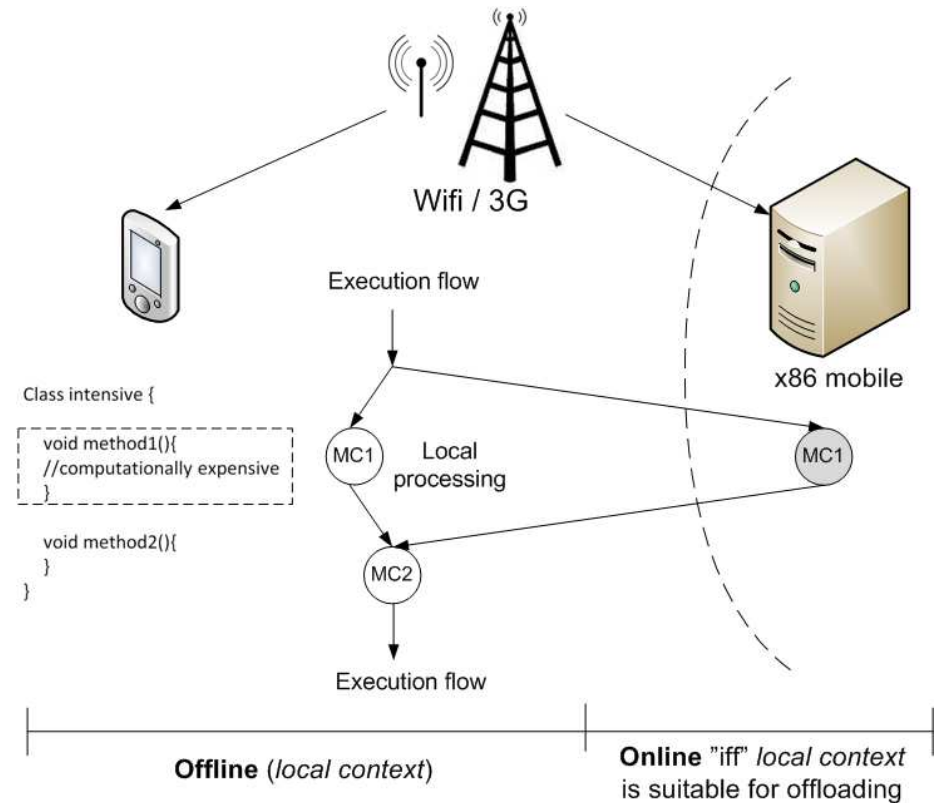 Wifi / 3G
Execution flow
x86 mobile
Class intensive {
void method1(){
//computationally expensive
}
void method2(){
}
}
MC1
Local
processing
MC1
MC2
Execution flow
Offline (local context)
Online "iff" local context
is suitable for offloading